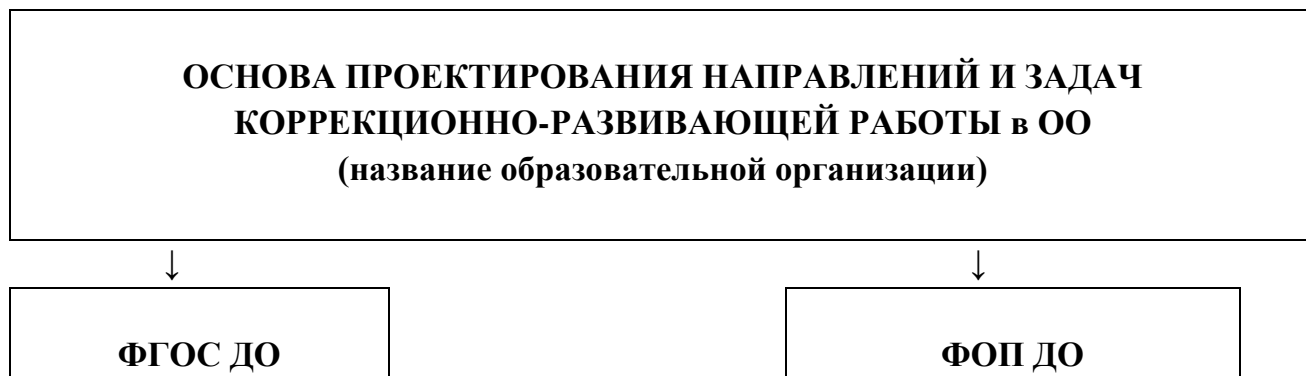 ОСНОВА ПРОЕКТИРОВАНИЯ НАПРАВЛЕНИЙ И ЗАДАЧ
КОРРЕКЦИОННО-РАЗВИВАЮЩЕЙ РАБОТЫ в ОО
(название образовательной организации)
↓ ↓
ФГОС ДО ФОП ДО